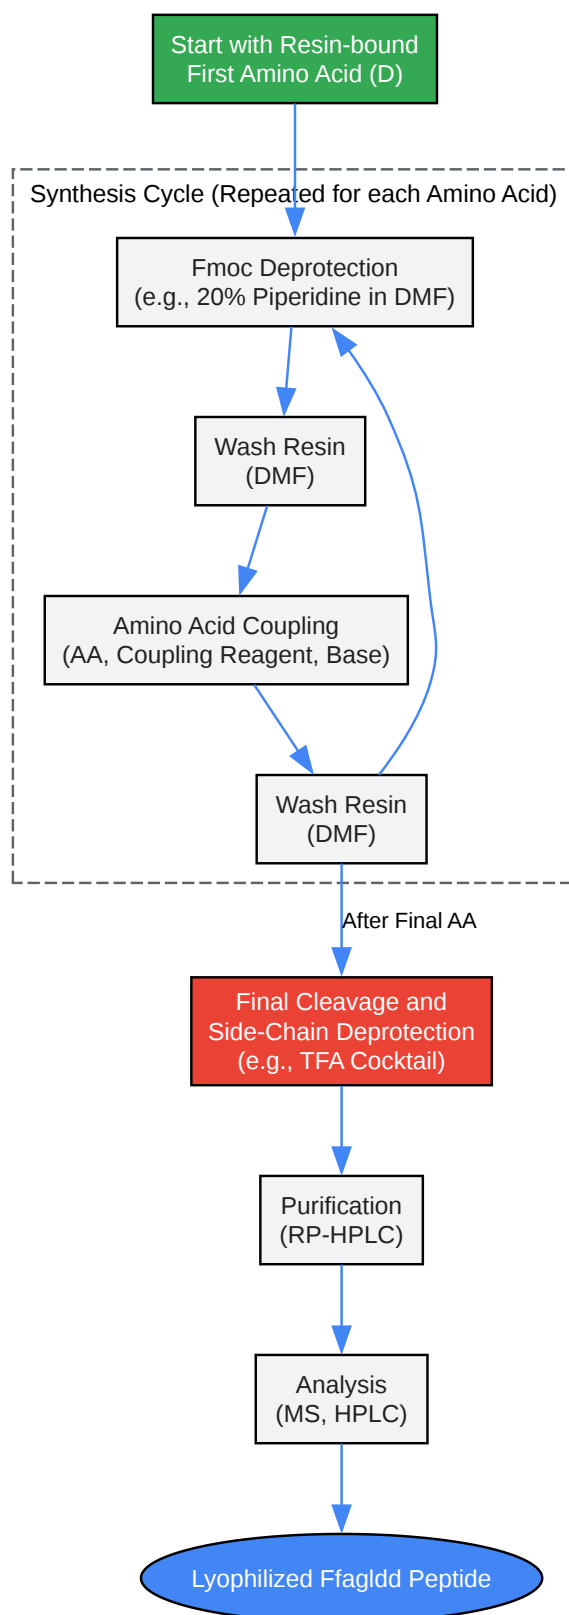 Start with Resin-bound
First Amino Acid (D)
Synthesis Cycle (Repeated for each Amino Acid)
Fmoc Deprotection
(e.g., 20% Piperidine in DMF)
Wash Resin
(DMF)
Amino Acid Coupling
(AA, Coupling Reagent, Base)
Wash Resin
(DMF)
After Final AA
Final Cleavage and
Side-Chain Deprotection
(e.g., TFA Cocktail)
Purification
(RP-HPLC)
Analysis
(MS, HPLC)
Lyophilized Ffagldd Peptide